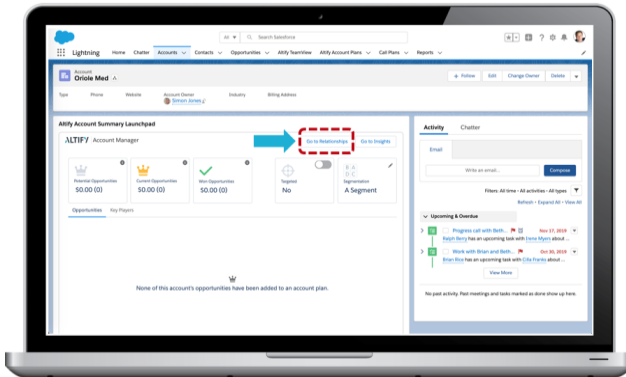 All
Search Salesforce
Lightning Home Chatter Accounts Contacts Opportunities Altify TeamView Altify Account Plans Call Plans Reports
Account
Oriole Med
+ Follow Edit Change Owner Delete
Type Phone Website Account Owner Industry Billing Address
Simon Jones
Altify Account Summary Launchpad
ALTIFY Account Manager
Go to Relationships Go to Insights
Potential Opportunities Current Opportunities Won Opportunities Targeted Segmentation
$0.00 (0) $0.00 (0) $0.00 (0) No A Segment
Opportunities Key Players
None of this account's opportunities have been added to an account plan.
Activity Chatter
Email
Write an email... Compose
Filters: All time • All activities • All types
Refresh • Expand All • View All
Upcoming & Overdue
Progress call with Beth... Nov 27, 2019
Ralph Berry has an upcoming task with Irene Myers about ...
Work with Brian and Beth... Oct 30, 2019
Brian Rice has an upcoming task with Cilla Franks about ...
View More
No past activity. Past meetings and tasks marked as done show up here.